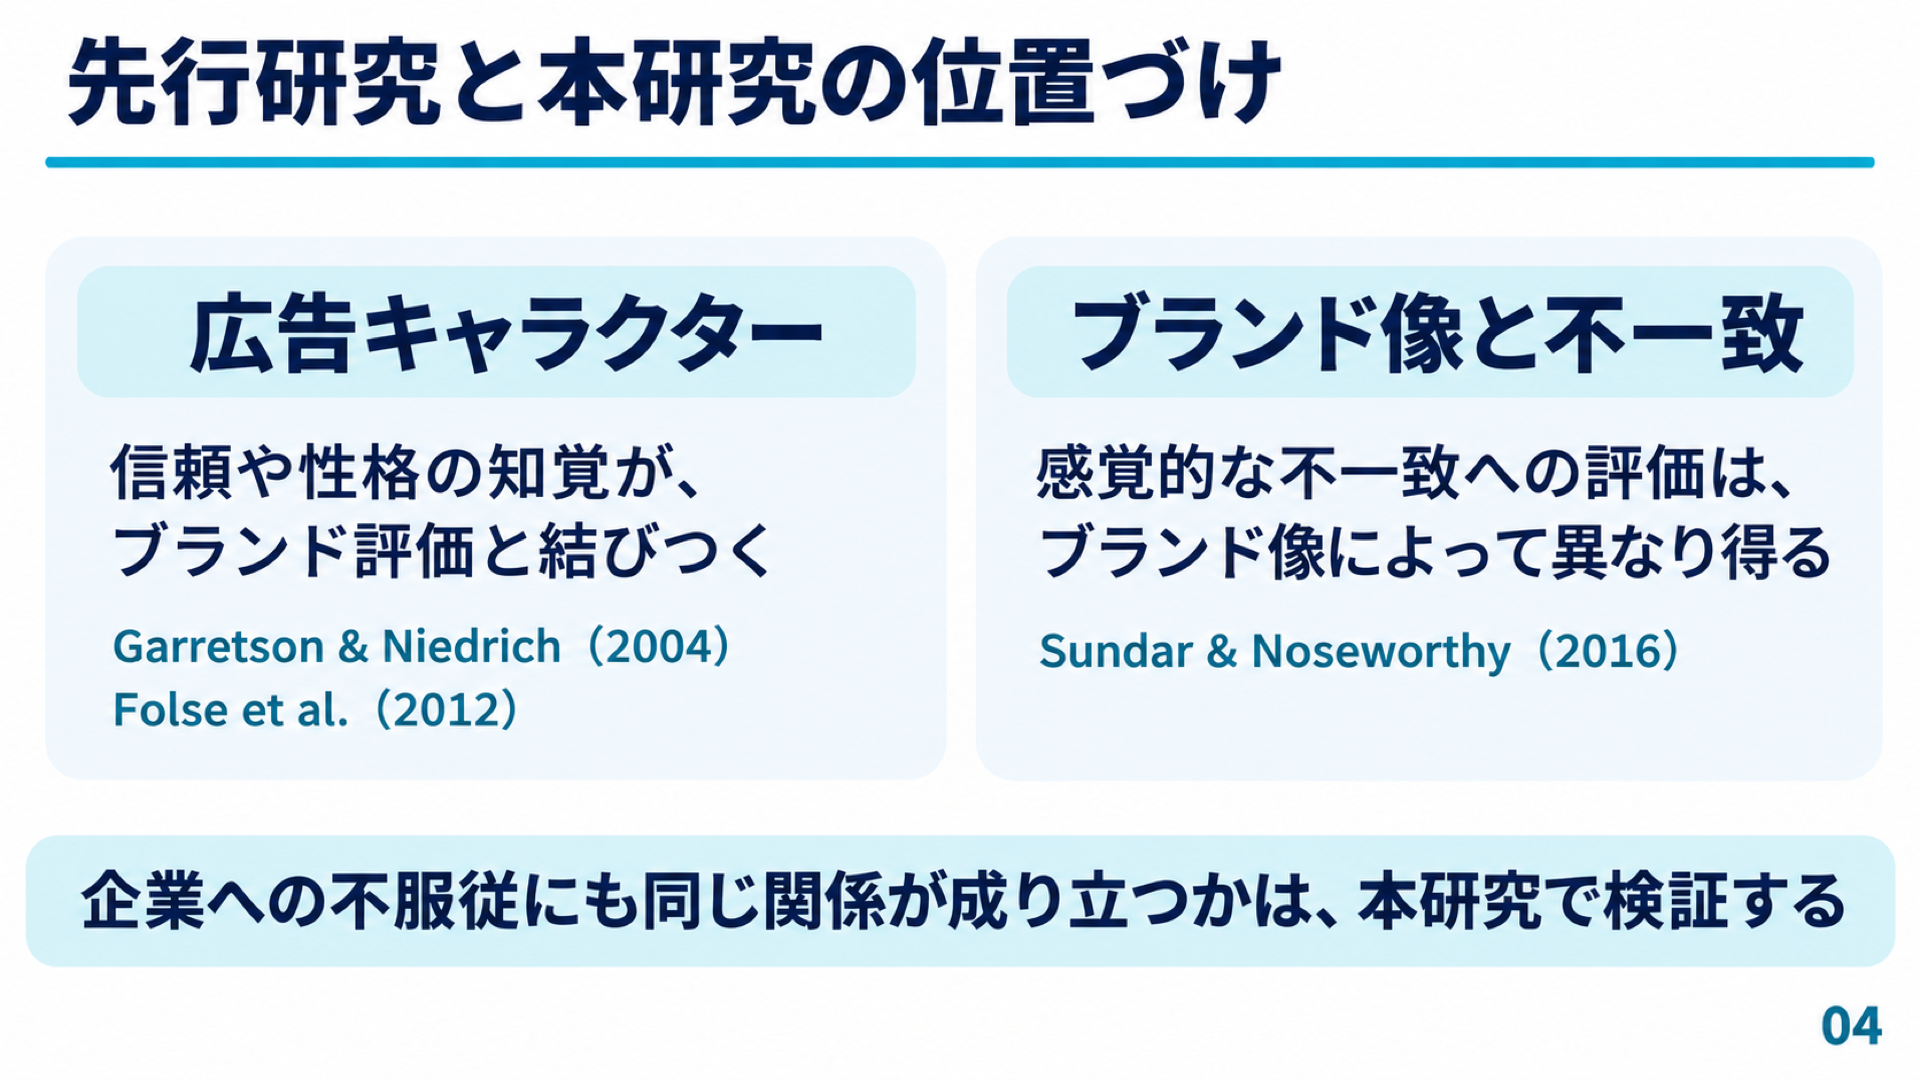 先行研究と本研究の位置づけ
広告キャラクター
信頼や性格の知覚が、
ブランド評価と結びつく
Garretson & Niedrich（2004）
Folse et al.（2012）
ブランド像と不一致
感覚的な不一致への評価は、
ブランド像によって異なり得る
Sundar & Noseworthy（2016）
企業への不服従にも同じ関係が成り立つかは、本研究で検証する
04